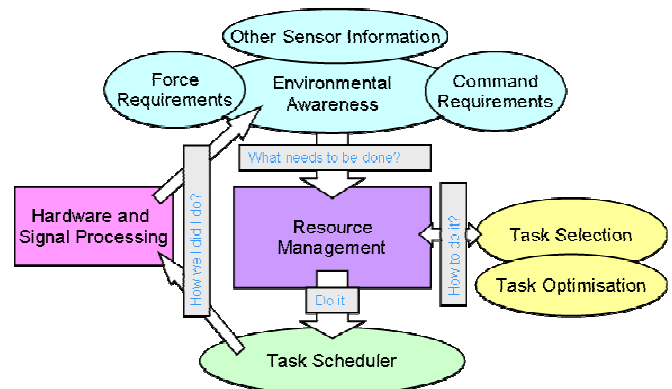 Other Sensor Information
Force
Requirements
Environmental
Awareness
Command
Requirements
What needs to be done?
Hardware and
Signal Processing
How well did I do?
Resource
Management
How to do it?
Task Selection
Task Optimisation
Do it
Task Scheduler